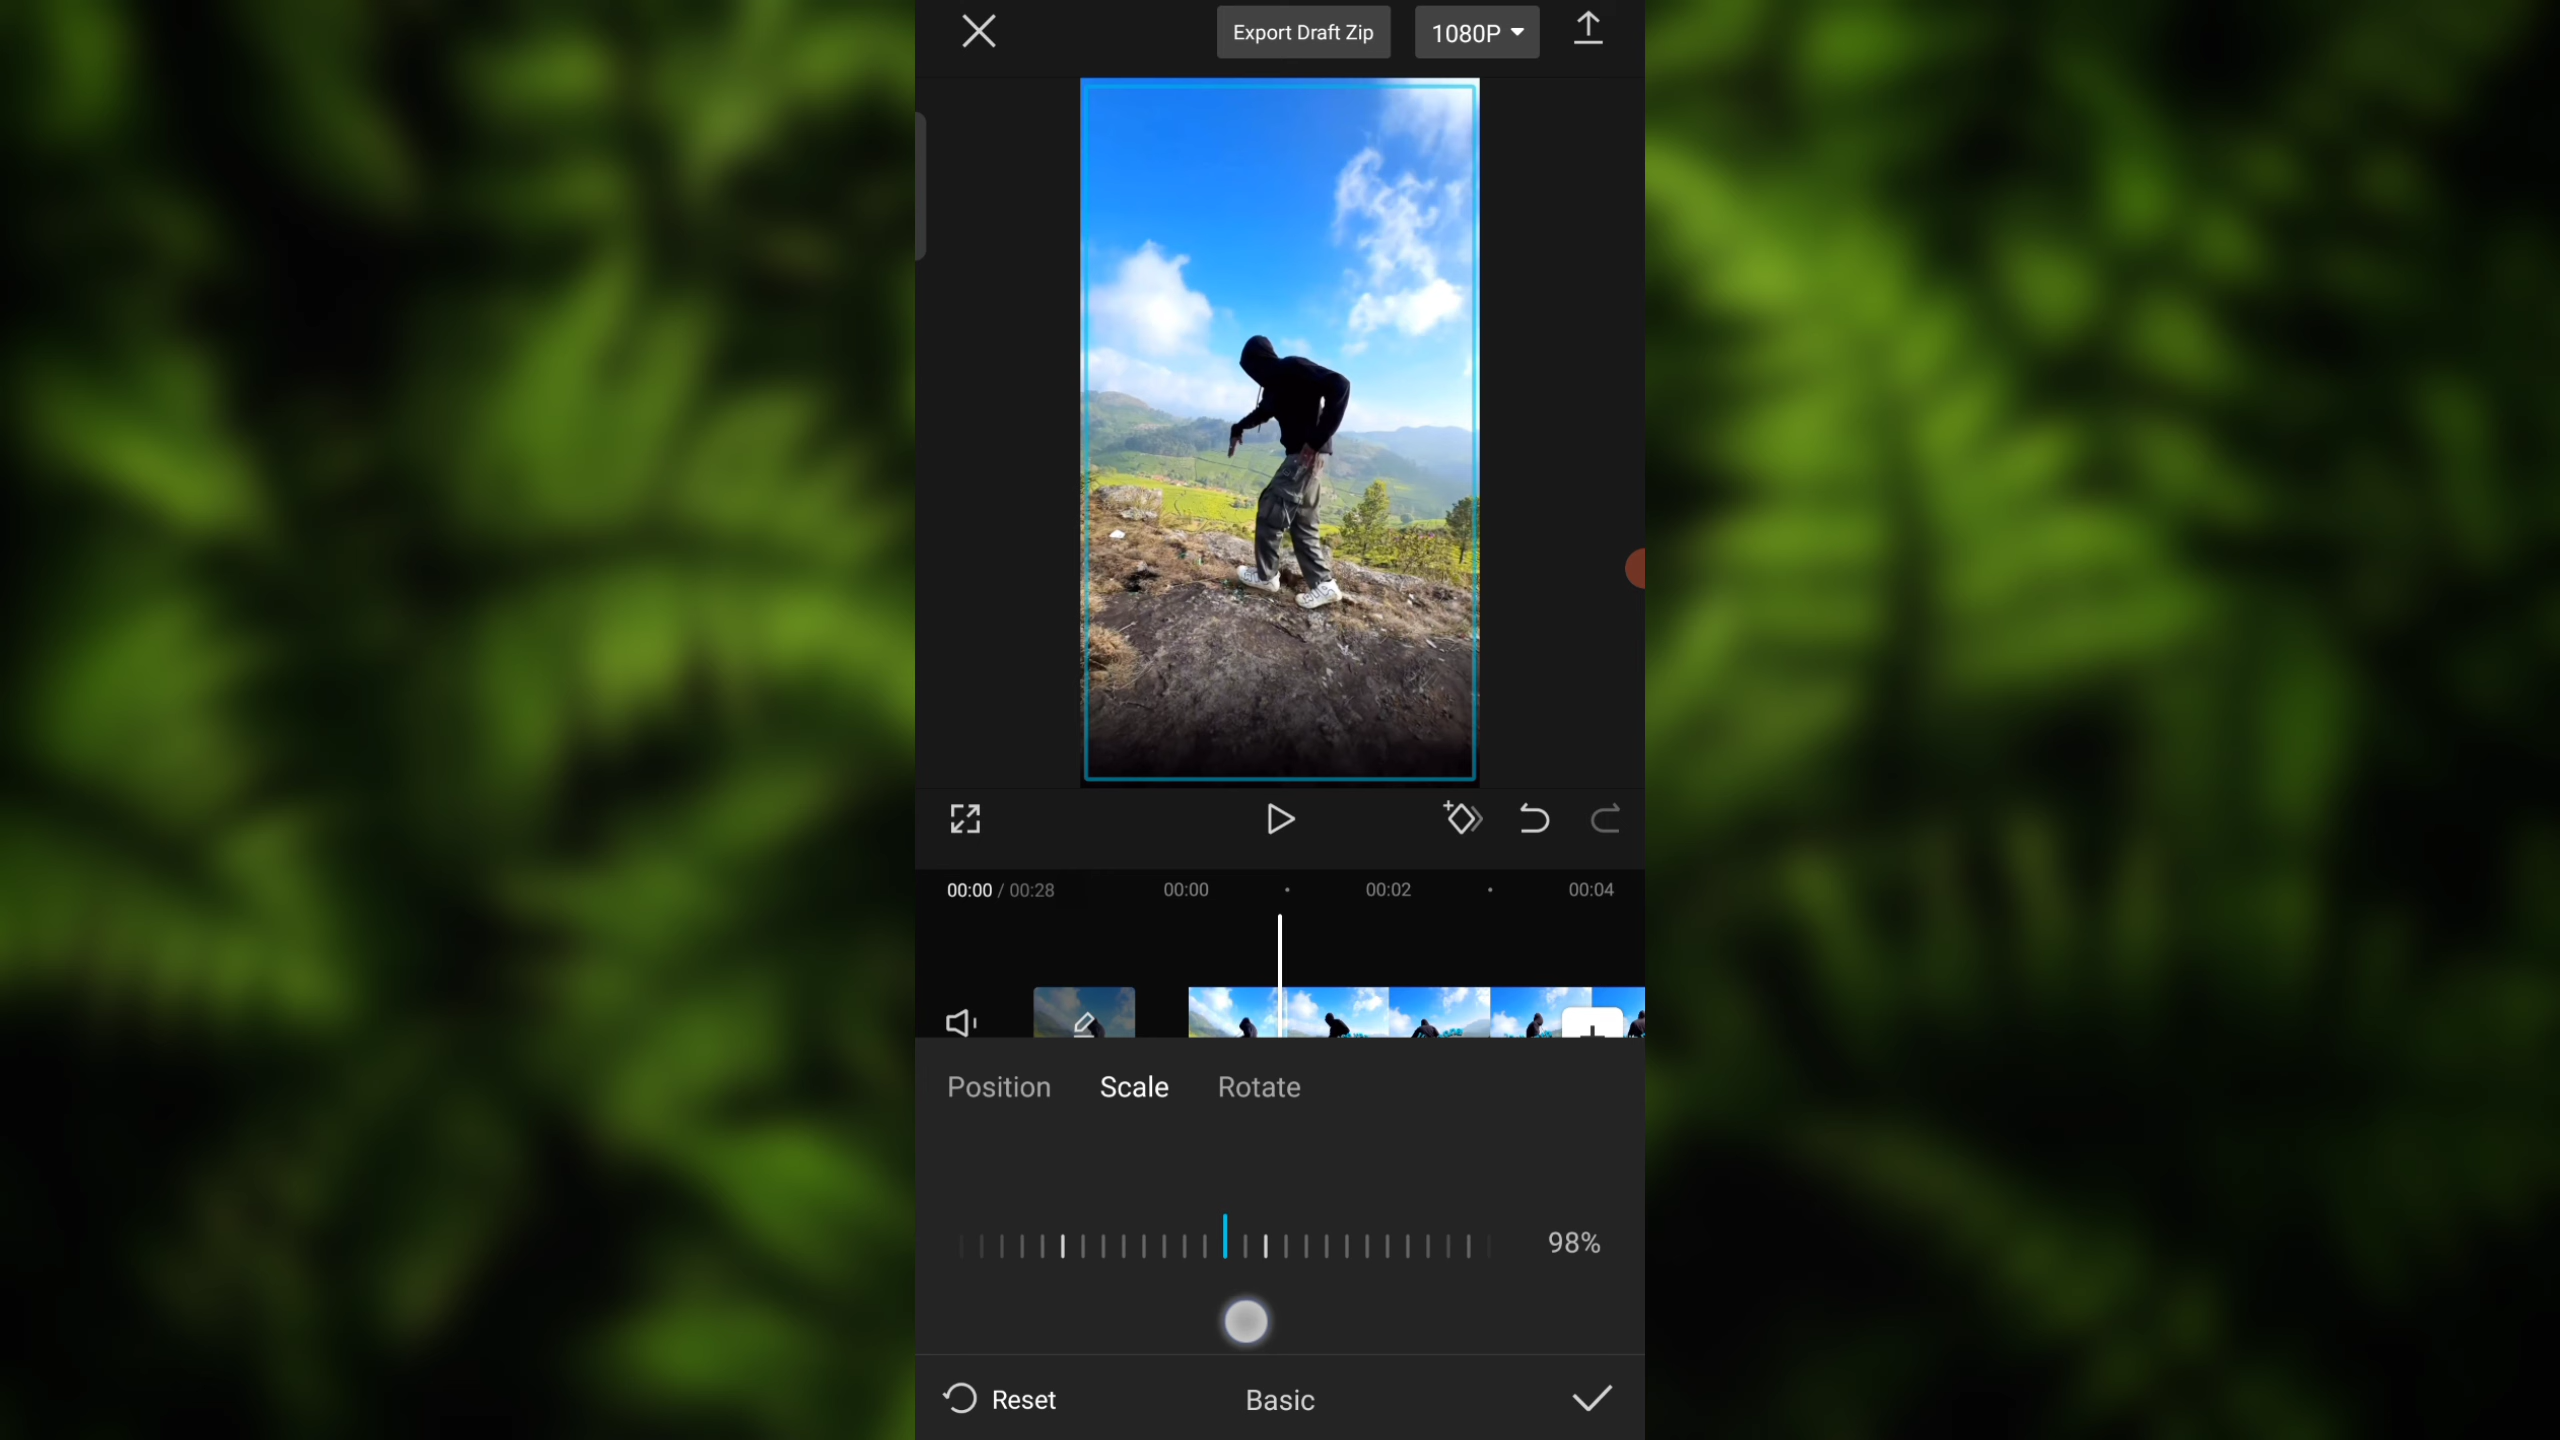 Export Draft Zip
1080P
00:00 / 00:28
00:00
00:02
00:04
Position
Scale
Rotate
98%
Reset
Basic